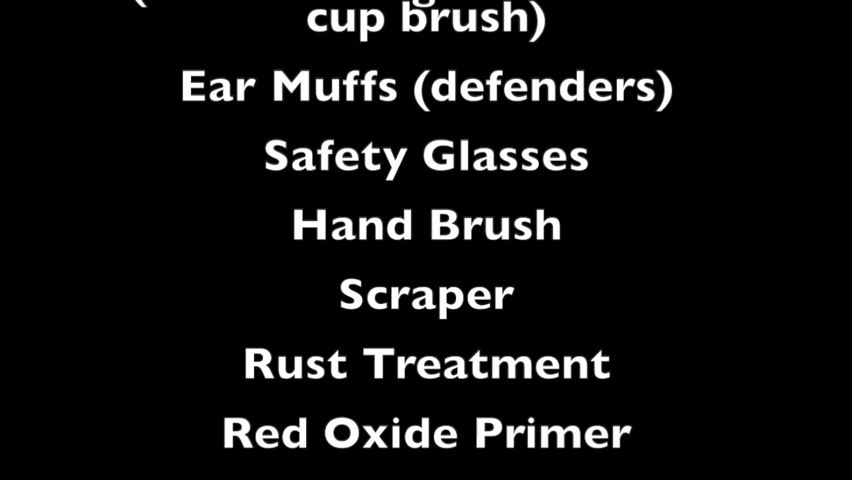 cup brush)
Ear Muffs (defenders)
Safety Glasses
Hand Brush
Scraper
Rust Treatment
Red Oxide Primer